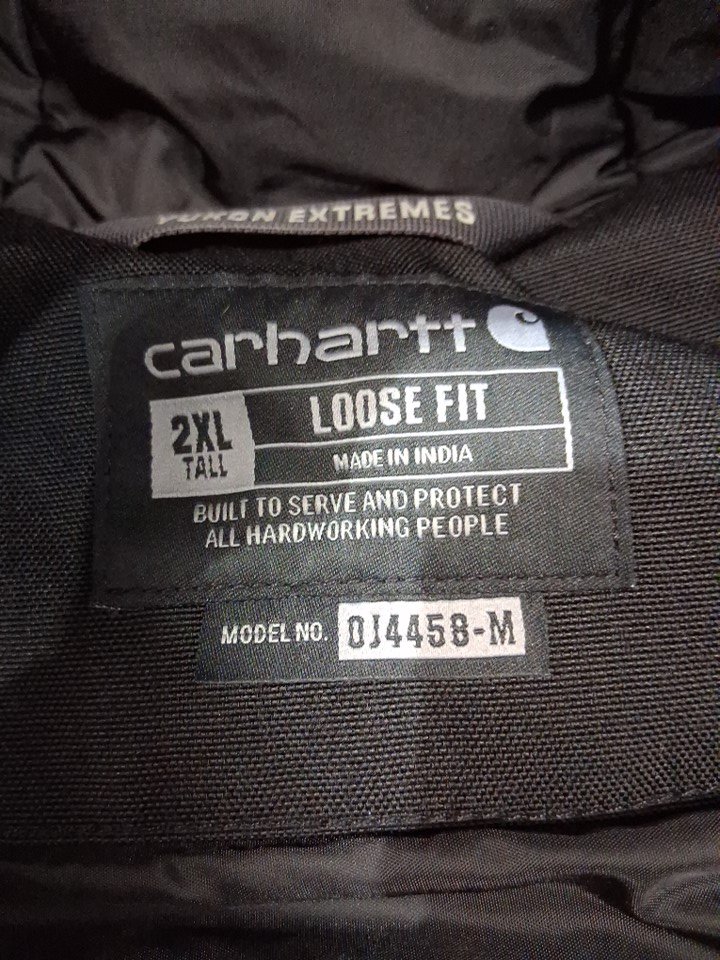 YUKON EXTREMES
carhartt
2XL
TALL
LOOSE FIT
MADE IN INDIA
BUILT TO SERVE AND PROTECT
ALL HARDWORKING PEOPLE
MODEL NO. OJ4458-M